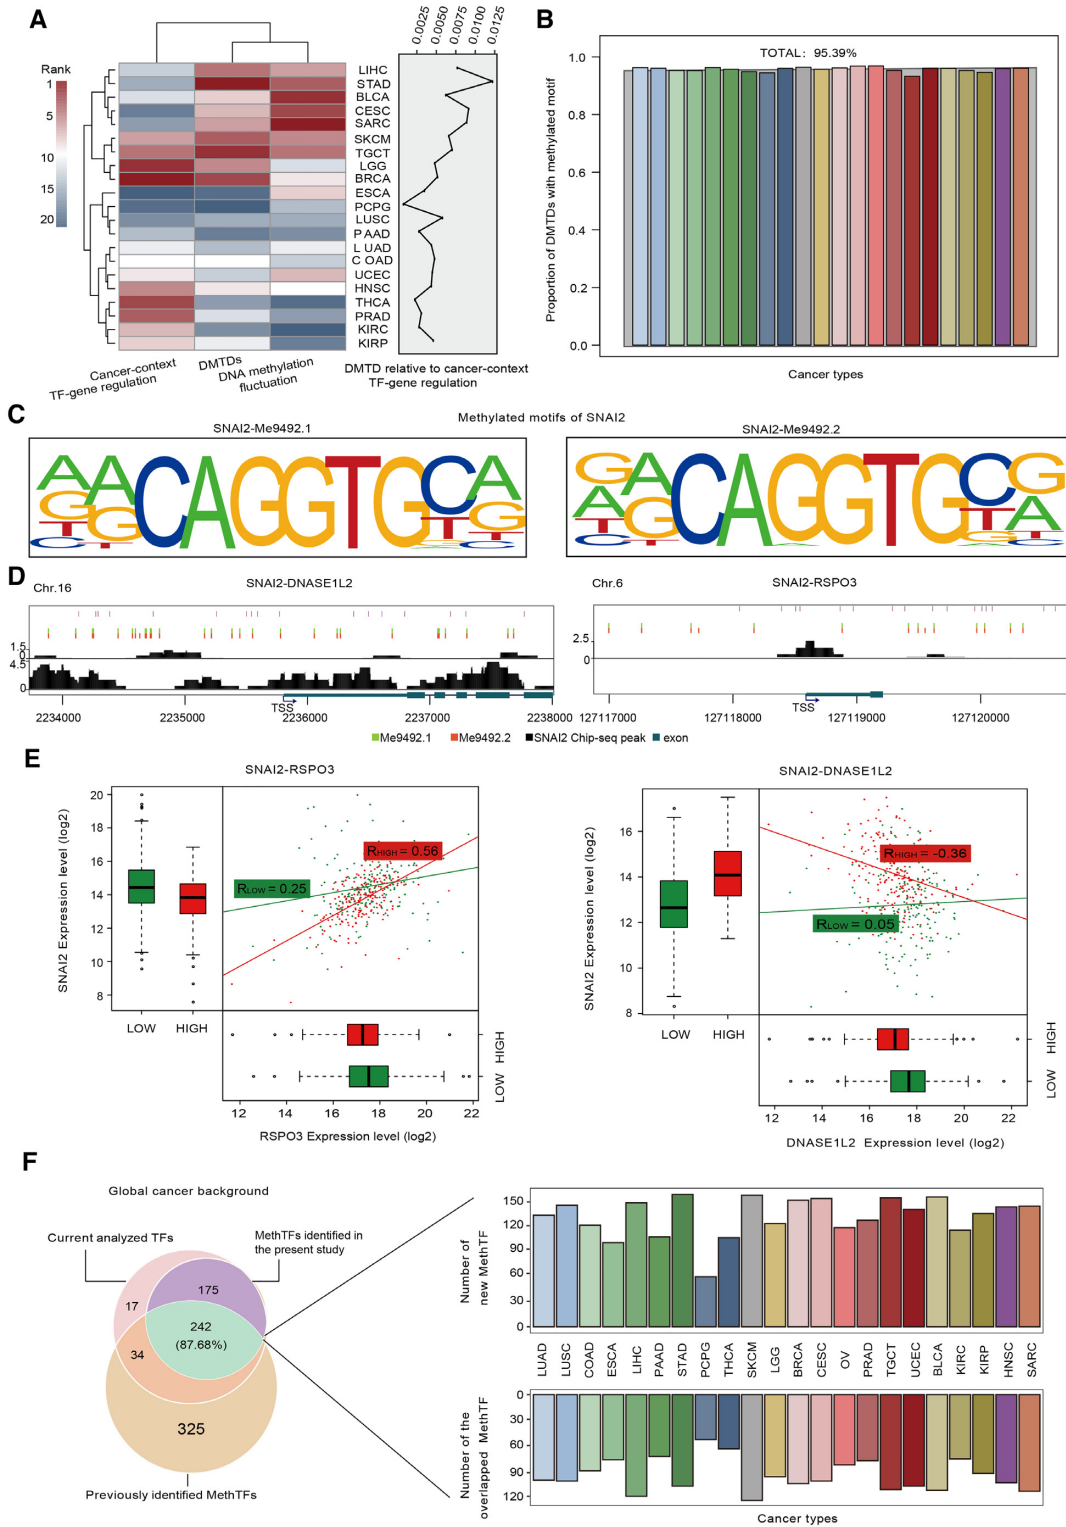 A
0.0025
0.0050
0.0075
0.0100
0.0125
Rank
1
5
10
15
20
LIHC
STAD
BLCA
CESC
SARC
SKCM
TGCT
LGG
BRCA
ESCA
PCPG
LUSC
PAAD
LUAD
COAD
UCEC
HNSC
THCA
PRAD
KIRC
KIRP
Cancer-context
TF-gene regulation
DMTDs
DNA methylation
fluctuation
DMTD relative to cancer-context
TF-gene regulation
B
TOTAL: 95.39%
Proportion of DMTDs with methylated motif
1.0
0.8
0.6
0.4
0.2
0.0
Cancer types
C
Methylated motifs of SNAI2
SNAI2-Me9492.1
SNAI2-Me9492.2
A A C A G G T G C A
G G T G
T T
C C
G A C A G G T G C G
A G T A
T C G C
D
Chr.16
SNAI2-DNASE1L2
1.5
0
4.5
0
TSS
2234000
2235000
2236000
2237000
2238000
Chr.6
SNAI2-RSPO3
2.5
0
TSS
127117000
127118000
127119000
127120000
Me9492.1
Me9492.2
SNAI2 Chip-seq peak
exon
E
SNAI2-RSPO3
SNAI2 Expression level (log2)
20
18
16
14
12
10
8
RHIGH = 0.56
RLOW = 0.25
LOW
HIGH
HIGH
LOW
12
14
16
18
20
22
RSPO3 Expression level (log2)
SNAI2-DNASE1L2
SNAI2 Expression level (log2)
16
14
12
10
8
RHIGH = -0.36
RLOW = 0.05
LOW
HIGH
HIGH
LOW
12
14
16
18
20
22
DNASE1L2 Expression level (log2)
F
Global cancer background
Current analyzed TFs
MethTFs identified in
the present study
17
175
242
(87.68%)
34
325
Previously identified MethTFs
Number of
new MethTF
150
120
90
60
30
0
LUAD
LUSC
COAD
ESCA
LIHC
PAAD
STAD
PCPG
THCA
SKCM
LGG
BRCA
CESC
OV
PRAD
TGCT
UCEC
BLCA
KIRC
KIRP
HNSC
SARC
Number of the
overlapped MethTF
0
30
60
90
120
Cancer types